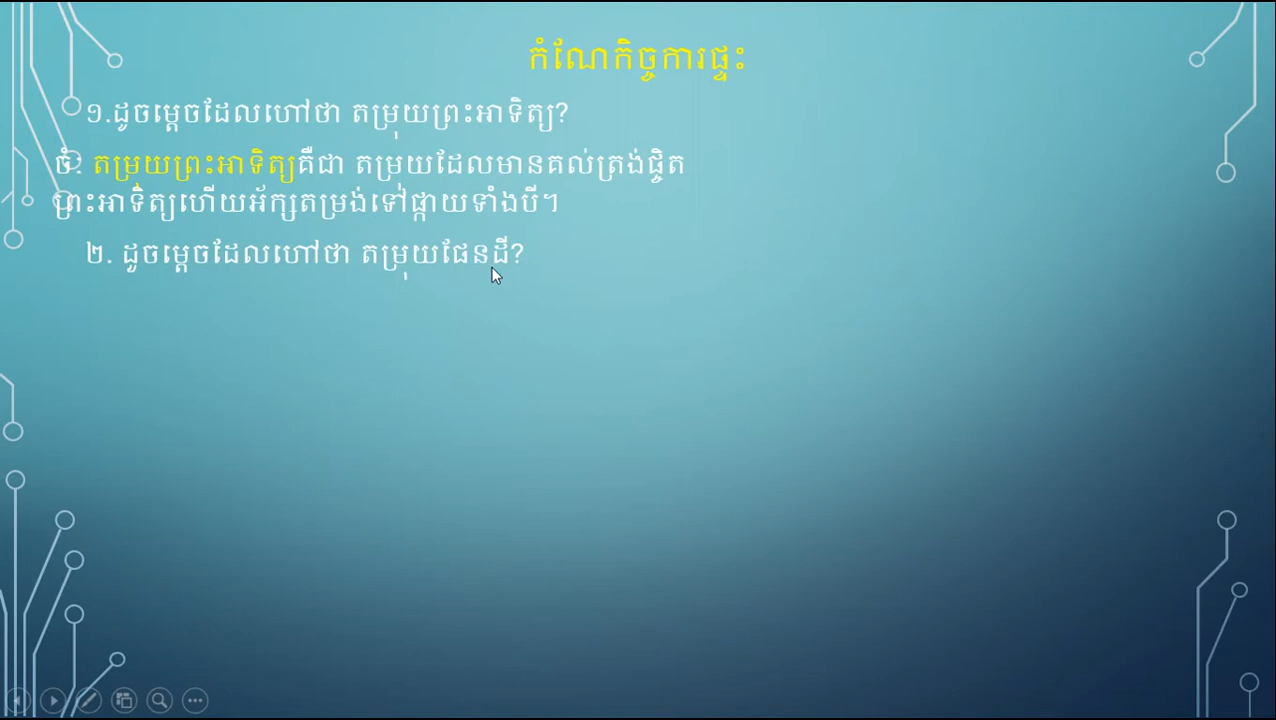 កំណែកិច្ចការផ្ទះ
១.ដូចម្ដេចដែលហៅថា តម្រុយព្រះអាទិត្យ?
ចំ: តម្រុយព្រះអាទិត្យគឺជា តម្រុយដែលមានគល់ត្រង់ផ្ចិត
ព្រះអាទិត្យហើយអ័ក្សតម្រង់ទៅផ្កាយទាំងបី។
២. ដូចម្ដេចដែលហៅថា តម្រុយផែនដី?